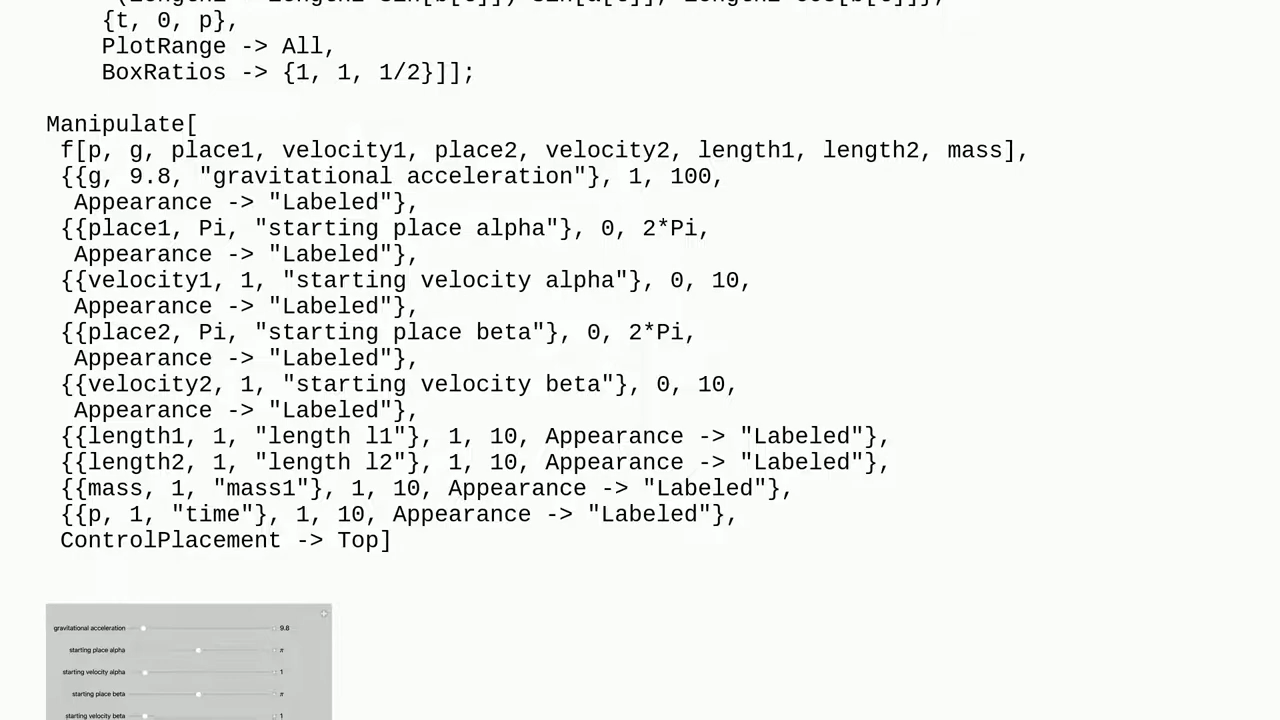 {t, 0, p},
PlotRange -> All,
BoxRatios -> {1, 1, 1/2}]];
Manipulate[
f[p, g, place1, velocity1, place2, velocity2, length1, length2, mass],
{{g, 9.8, "gravitational acceleration"}, 1, 100,
Appearance -> "Labeled"},
{{place1, Pi, "starting place alpha"}, 0, 2*Pi,
Appearance -> "Labeled"},
{{velocity1, 1, "starting velocity alpha"}, 0, 10,
Appearance -> "Labeled"},
{{place2, Pi, "starting place beta"}, 0, 2*Pi,
Appearance -> "Labeled"},
{{velocity2, 1, "starting velocity beta"}, 0, 10,
Appearance -> "Labeled"},
{{length1, 1, "length l1"}, 1, 10, Appearance -> "Labeled"},
{{length2, 1, "length l2"}, 1, 10, Appearance -> "Labeled"},
{{mass, 1, "mass1"}, 1, 10, Appearance -> "Labeled"},
{{p, 1, "time"}, 1, 10, Appearance -> "Labeled"},
ControlPlacement -> Top]
gravitational acceleration 9.8
starting place alpha π
starting velocity alpha 1
starting place beta π
starting velocity beta 1